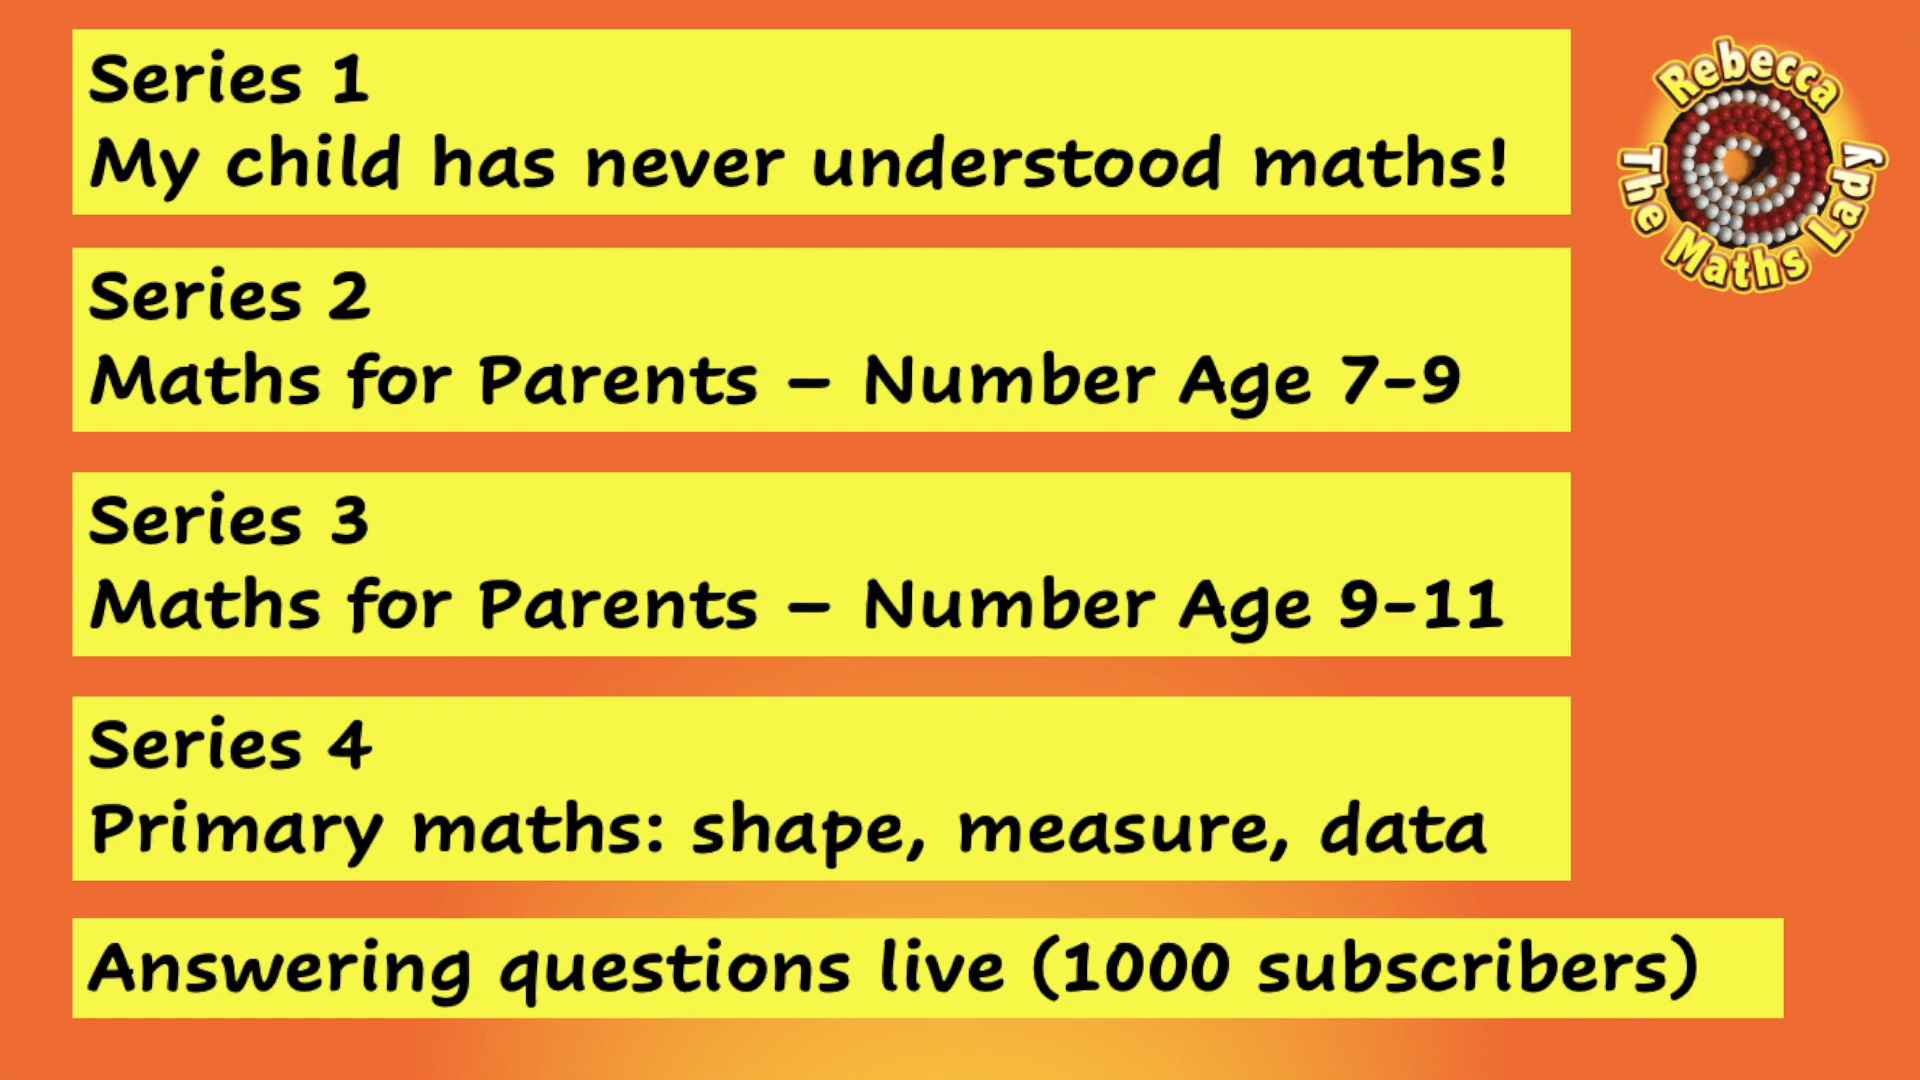 Series 1
My child has never understood maths!
Series 2
Maths for Parents – Number Age 7-9
Series 3
Maths for Parents – Number Age 9-11
Series 4
Primary maths: shape, measure, data
Answering questions live (1000 subscribers)
Rebecca
The Maths Lady